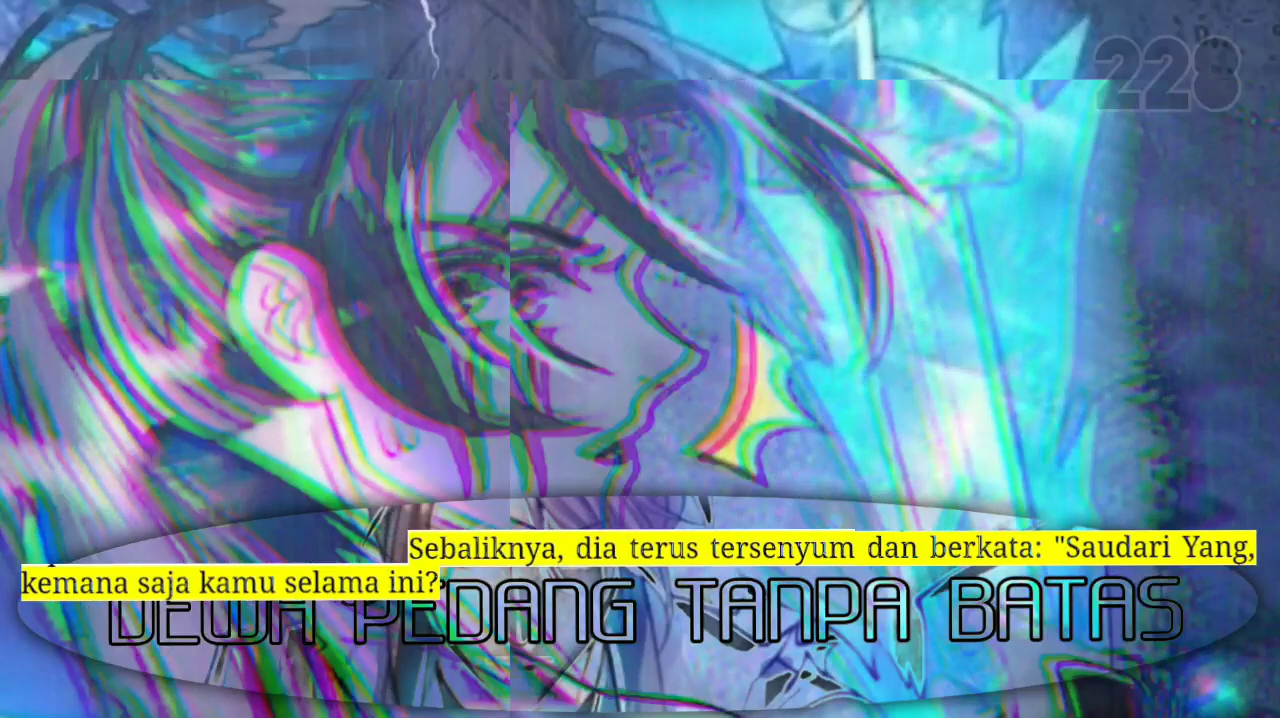 228
Sebaliknya, dia terus tersenyum dan berkata: "Saudari Yang,
kemana saja kamu selama ini?
DEWA PEDANG TANPA BATAS